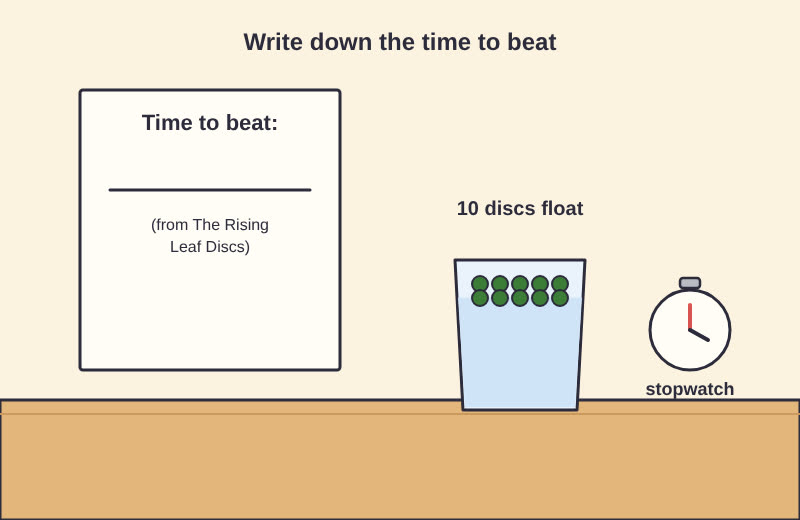 Write down the time to beat
Time to beat:
(from The Rising
Leaf Discs)
10 discs float
stopwatch